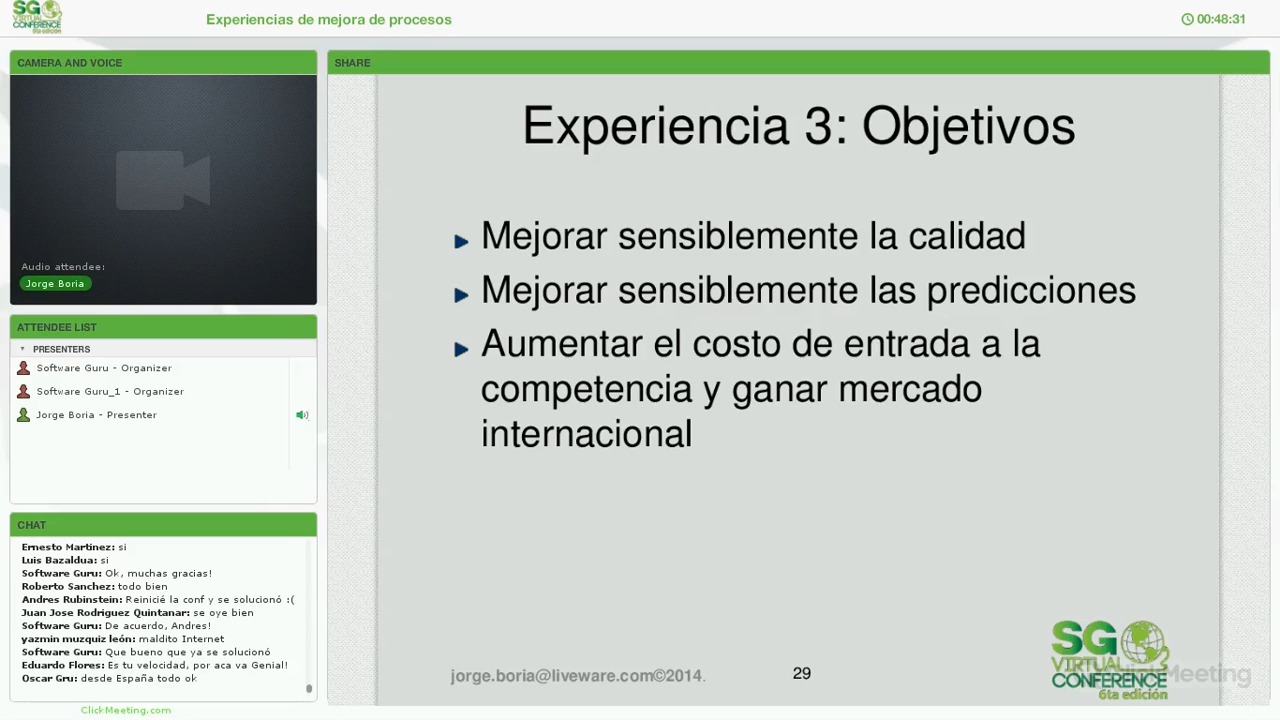 SG
VIRTUAL
CONFERENCE
6ta edición
Experiencias de mejora de procesos
00:48:31
CAMERA AND VOICE
Audio attendee:
Jorge Boria
ATTENDEE LIST
PRESENTERS
Software Guru - Organizer
Software Guru_1 - Organizer
Jorge Boria - Presenter
CHAT
Ernesto Martinez: si
Luis Bazaldua: si
Software Guru: Ok, muchas gracias!
Roberto Sanchez: todo bien
Andres Rubinstein: Reinicié la conf y se solucionó :(
Juan Jose Rodriguez Quintanar: se oye bien
Software Guru: De acuerdo, Andres!
yazmin muzquiz león: maldito Internet
Software Guru: Que bueno que ya se solucionó
Eduardo Flores: Es tu velocidad, por aca va Genial!
Oscar Gru: desde España todo ok
ClickMeeting.com
SHARE
Experiencia 3: Objetivos
Mejorar sensiblemente la calidad
Mejorar sensiblemente las predicciones
Aumentar el costo de entrada a la
competencia y ganar mercado
internacional
jorge.boria@liveware.com©2014.
29
SG
VIRTUAL
CONFERENCE
6ta edición